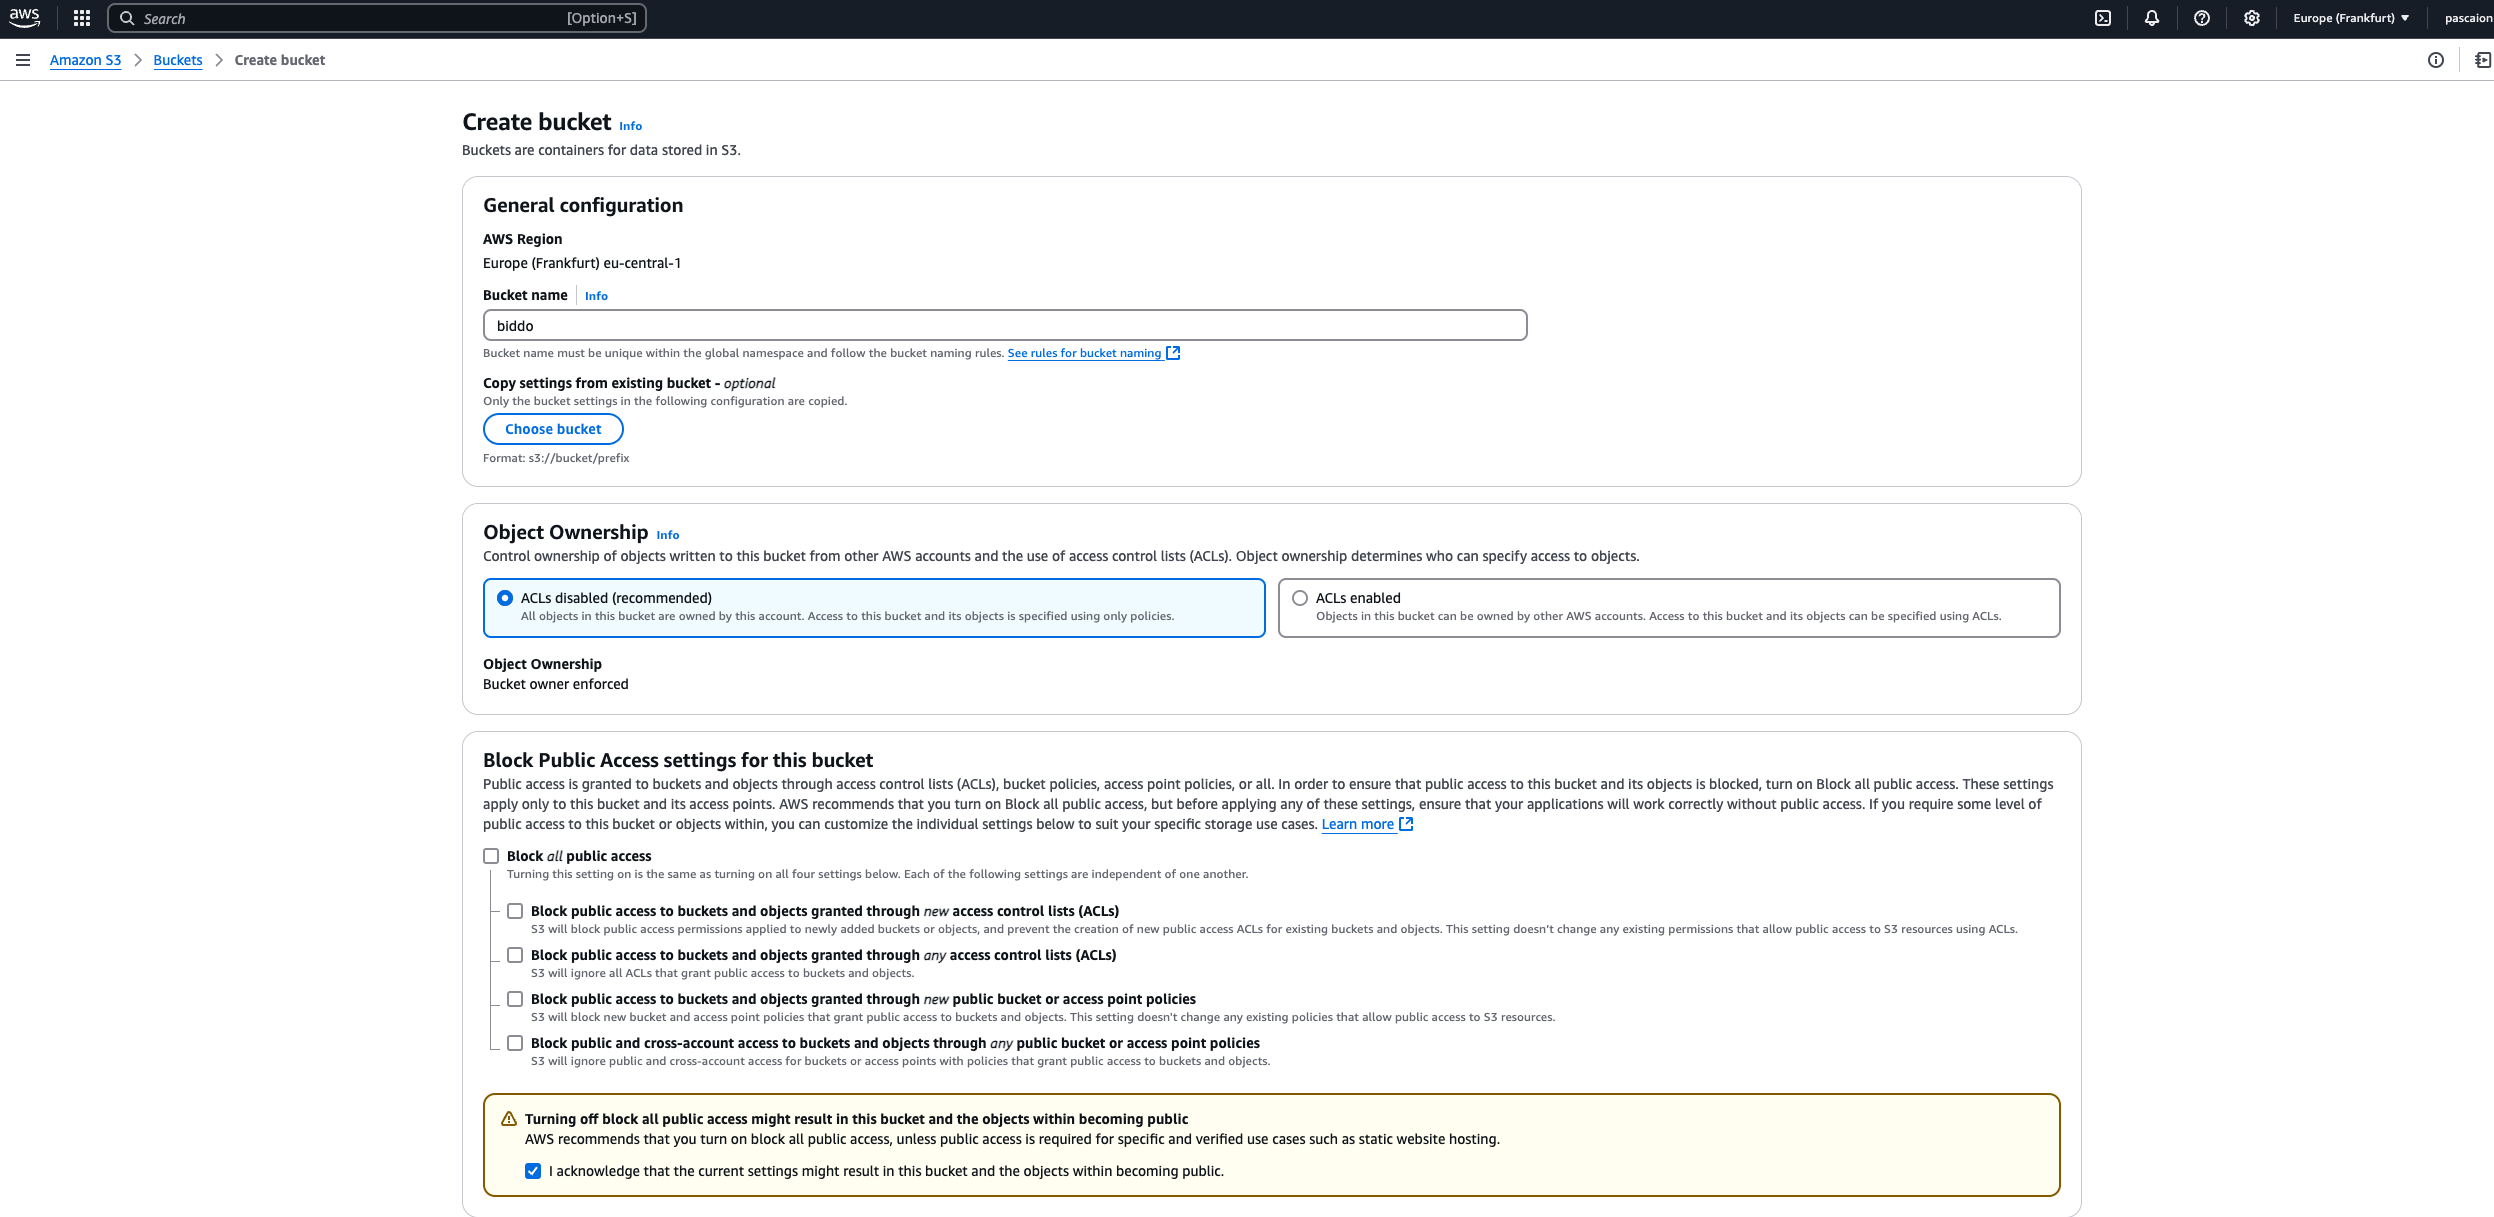 aws
Search [Option+S]
Europe (Frankfurt)
pascaion
Amazon S3 > Buckets > Create bucket
Create bucket Info
Buckets are containers for data stored in S3.
General configuration
AWS Region
Europe (Frankfurt) eu-central-1
Bucket name Info
biddo
Bucket name must be unique within the global namespace and follow the bucket naming rules. See rules for bucket naming
Copy settings from existing bucket - optional
Only the bucket settings in the following configuration are copied.
Choose bucket
Format: s3://bucket/prefix
Object Ownership Info
Control ownership of objects written to this bucket from other AWS accounts and the use of access control lists (ACLs). Object ownership determines who can specify access to objects.
ACLs disabled (recommended)
All objects in this bucket are owned by this account. Access to this bucket and its objects is specified using only policies.
ACLs enabled
Objects in this bucket can be owned by other AWS accounts. Access to this bucket and its objects can be specified using ACLs.
Object Ownership
Bucket owner enforced
Block Public Access settings for this bucket
Public access is granted to buckets and objects through access control lists (ACLs), bucket policies, access point policies, or all. In order to ensure that public access to this bucket and its objects is blocked, turn on Block all public access. These settings
apply only to this bucket and its access points. AWS recommends that you turn on Block all public access, but before applying any of these settings, ensure that your applications will work correctly without public access. If you require some level of
public access to this bucket or objects within, you can customize the individual settings below to suit your specific storage use cases. Learn more
Block all public access
Turning this setting on is the same as turning on all four settings below. Each of the following settings are independent of one another.
Block public access to buckets and objects granted through new access control lists (ACLs)
S3 will block public access permissions applied to newly added buckets or objects, and prevent the creation of new public access ACLs for existing buckets and objects. This setting doesn't change any existing permissions that allow public access to S3 resources using ACLs.
Block public access to buckets and objects granted through any access control lists (ACLs)
S3 will ignore all ACLs that grant public access to buckets and objects.
Block public access to buckets and objects granted through new public bucket or access point policies
S3 will block new bucket and access point policies that grant public access to buckets and objects. This setting doesn't change any existing policies that allow public access to S3 resources.
Block public and cross-account access to buckets and objects through any public bucket or access point policies
S3 will ignore public and cross-account access for buckets or access points with policies that grant public access to buckets and objects.
Turning off block all public access might result in this bucket and the objects within becoming public
AWS recommends that you turn on block all public access, unless public access is required for specific and verified use cases such as static website hosting.
I acknowledge that the current settings might result in this bucket and the objects within becoming public.